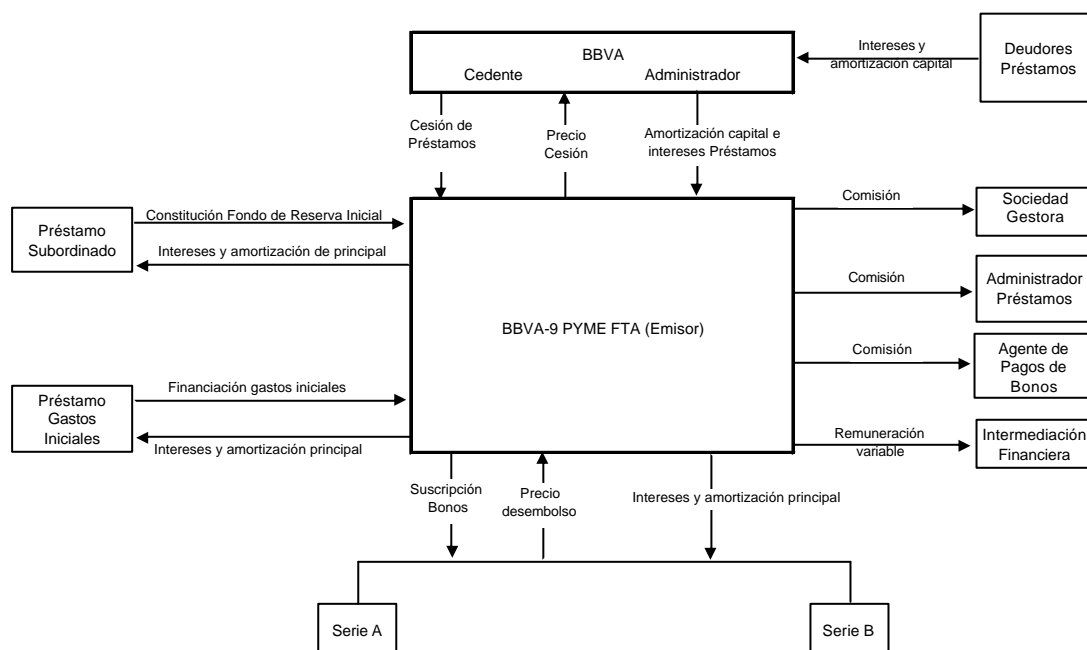 BBVA
Cedente
Administrador
Intereses y
amortización capital
Deudores
Préstamos
Cesión de
Préstamos
Precio
Cesión
Amortización capital e
intereses Préstamos
Préstamo
Subordinado
Constitución Fondo de Reserva Inicial
Intereses y amortización de principal
BBVA-9 PYME FTA (Emisor)
Comisión
Sociedad
Gestora
Comisión
Administrador
Préstamos
Comisión
Agente de
Pagos de
Bonos
Remuneración
variable
Intermediación
Financiera
Préstamo
Gastos
Iniciales
Financiación gastos iniciales
Intereses y amortización principal
Suscripción
Bonos
Precio
desembolso
Intereses y amortización principal
Serie A
Serie B